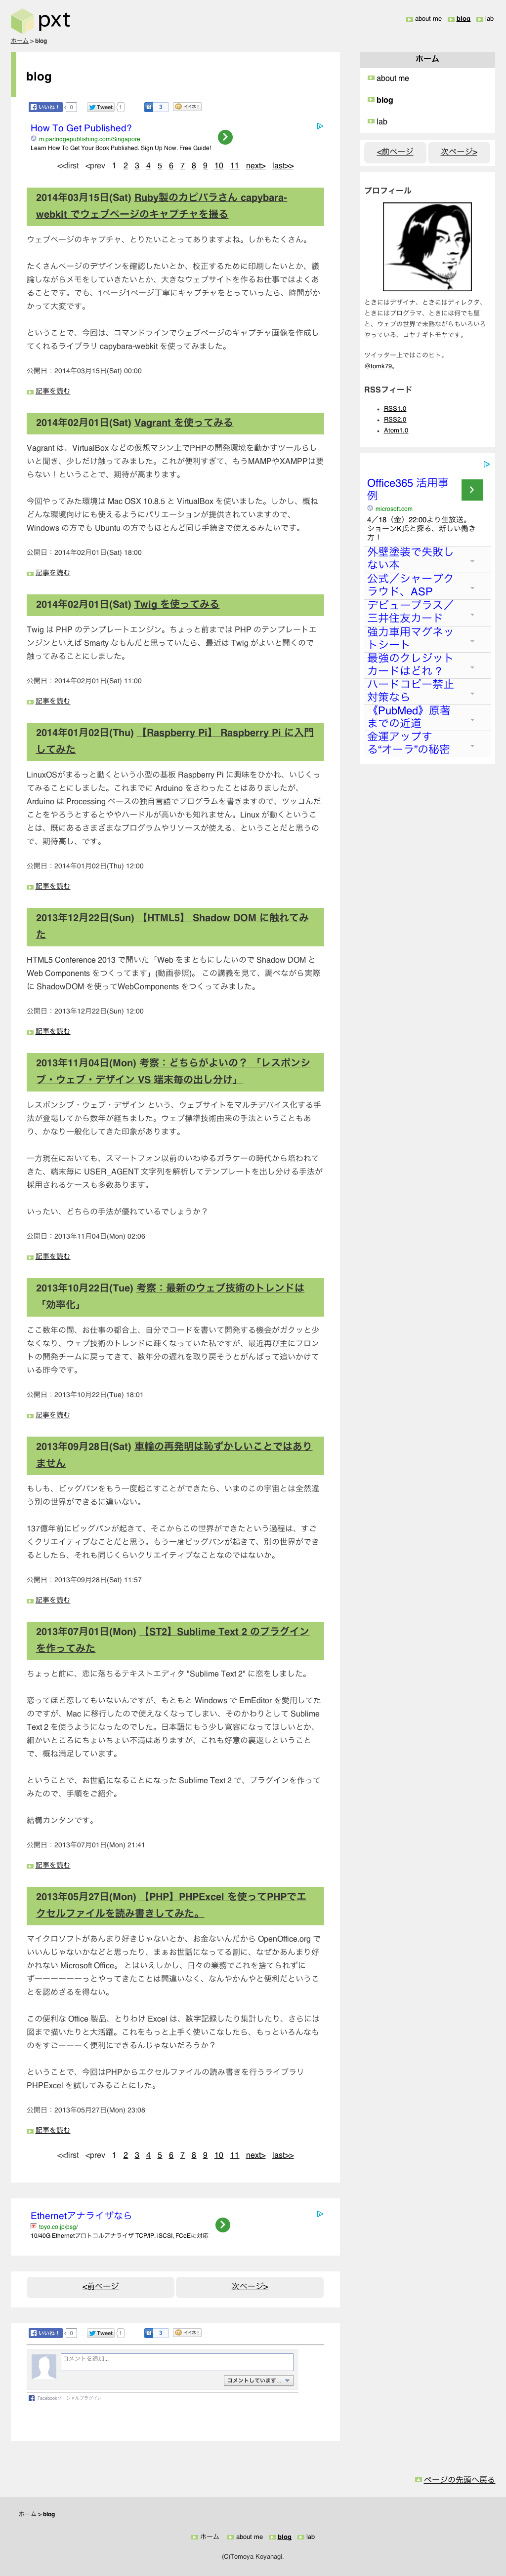 pxt
about me blog lab
ホーム > blog
blog
いいね！ 0 Tweet 1 B! 3 イイネ！
How To Get Published?
m.partridgepublishing.com/Singapore
Learn How To Get Your Book Published. Sign Up Now. Free Guide!
<<first <prev 1 2 3 4 5 6 7 8 9 10 11 next> last>>
2014年03月15日(Sat) Ruby製のカピバラさん capybara-
webkit でウェブページのキャプチャを撮る
ウェブページのキャプチャ、とりたいことってありますよね。しかもたくさん。
たくさんページのデザインを確認したいとか、校正するために印刷したいとか、議
論しながらメモをしていきたいとか、大きなウェブサイトを作るお仕事ではよくあ
ることです。でも、1ページ1ページ丁寧にキャプチャをとっていったら、時間がか
かって大変です。
ということで、今回は、コマンドラインでウェブページのキャプチャ画像を作成し
てくれるライブラリ capybara-webkit を使ってみました。
公開日：2014年03月15日(Sat) 00:00
記事を読む
2014年02月01日(Sat) Vagrant を使ってみる
Vagrant は、VirtualBox などの仮想マシン上でPHPの開発環境を動かすツールらし
いと聞き、少しだけ触ってみました。これが便利すぎて、もうMAMPやXAMPPは要
らない！ということで、時期が高まります。
今回やってみた環境は Mac OSX 10.8.5 と VirtualBox を使いました。しかし、概ね
どんな環境向けにも使えるようなソリューションが提供されていますので、
Windows の方でも Ubuntu の方でもほとんど同じ手続きで使えるみたいです。
公開日：2014年02月01日(Sat) 18:00
記事を読む
2014年02月01日(Sat) Twig を使ってみる
Twig は PHP のテンプレートエンジン。ちょっと前までは PHP のテンプレートエ
ンジンといえば Smarty なもんだと思っていたら、最近は Twig がよいと聞くので
触ってみることにしました。
公開日：2014年02月01日(Sat) 11:00
記事を読む
2014年01月02日(Thu) 【Raspberry Pi】 Raspberry Pi に入門
してみた
LinuxOSがまるっと動くという小型の基板 Raspberry Pi に興味をひかれ、いじくっ
てみることにしました。これまでに Arduino をさわったことはありましたが、
Arduino は Processing ベースの独自言語でプログラムを書きますので、ツッコんだ
ことをやろうとするとややハードルが高いかも知れません。Linux が動くというこ
とは、既にあるさまざまなプログラムやリソースが使える、ということだと思うの
で、期待高し、です。
公開日：2014年01月02日(Thu) 12:00
記事を読む
2013年12月22日(Sun) 【HTML5】 Shadow DOM に触れてみ
た
HTML5 Conference 2013 で聞いた「Web をまともにしたいので Shadow DOM と
Web Components をつくってます」(動画参照)。 この講義を見て、調べながら実際
に ShadowDOM を使ってWebComponents をつくってみました。
公開日：2013年12月22日(Sun) 12:00
記事を読む
2013年11月04日(Mon) 考察：どちらがよいの？ 「レスポンシ
ブ・ウェブ・デザイン VS 端末毎の出し分け」
レスポンシブ・ウェブ・デザイン という、ウェブサイトをマルチデバイス化する手
法が登場してから数年が経ちました。ウェブ標準技術由来の手法ということもあ
り、かなり一般化してきた印象があります。
一方現在においても、スマートフォン以前のいわゆるガラケーの時代から培われて
きた、端末毎に USER_AGENT 文字列を解析してテンプレートを出し分ける手法が
採用されるケースも多数あります。
いったい、どちらの手法が優れているでしょうか？
公開日：2013年11月04日(Mon) 02:06
記事を読む
2013年10月22日(Tue) 考察：最新のウェブ技術のトレンドは
「効率化」
ここ数年の間、お仕事の都合上、自分でコードを書いて開発する機会がガクッと少
なくなり、ウェブ技術のトレンドに疎くなっていた私ですが、最近再び主にフロン
トの開発チームに戻ってきて、数年分の遅れを取り戻そうとがんばって追いかけて
いる昨今です。
公開日：2013年10月22日(Tue) 18:01
記事を読む
2013年09月28日(Sat) 車輪の再発明は恥ずかしいことではあり
ません
もしも、ビッグバンをもう一度起こすことができたら、いまのこの宇宙とは全然違
う別の世界ができるに違いない。
137億年前にビッグバンが起きて、そこからこの世界ができたという過程は、すご
くクリエイティブなことだと思う。もう一度ビッグバンが起きて、別の世界ができ
るとしたら、それも同じくらいクリエイティブなことなのではないか。
公開日：2013年09月28日(Sat) 11:57
記事を読む
2013年07月01日(Mon) 【ST2】Sublime Text 2 のプラグイン
を作ってみた
ちょっと前に、恋に落ちるテキストエディタ "Sublime Text 2" に恋をしました。
恋ってほど恋してもいないんですが、もともと Windows で EmEditor を愛用してた
のですが、Mac に移行したので使えなくなってしまい、そのかわりとして Sublime
Text 2 を使うようになったのでした。日本語にもう少し寛容になってほしいとか、
細かいところにちょいちょい不満はありますが、これも好意の裏返しということ
で、概ね満足しています。
ということで、お世話になることになった Sublime Text 2 で、プラグインを作って
みたので、手順をご紹介。
結構カンタンです。
公開日：2013年07月01日(Mon) 21:41
記事を読む
2013年05月27日(Mon) 【PHP】PHPExcel を使ってPHPでエ
クセルファイルを読み書きしてみた。
マイクロソフトがあんまり好きじゃないとか、お金ないんだから OpenOffice.org で
いいんじゃないかなどと思ったり、まぁお世話になってる割に、なぜかあんまり好
かれない Microsoft Office。 とはいえしかし、日々の業務でこれを捨てられずに
ずーーーーーーっとやってきたことは間違いなく、なんやかんやと便利だというこ
とを認めざるを得ない。
この便利な Office 製品、とりわけ Excel は、数字記録したり集計したり、さらには
図まで描いたりと大活躍。これをもっと上手く使いこなしたら、もっといろんなも
のをすごーーーく便利にできるんじゃないだろうか？
ということで、今回はPHPからエクセルファイルの読み書きを行うライブラリ
PHPExcel を試してみることにした。
公開日：2013年05月27日(Mon) 23:08
記事を読む
<<first <prev 1 2 3 4 5 6 7 8 9 10 11 next> last>>
Ethernetアナライザなら
toyo.co.jp/psg/
10/40G Ethernetプロトコルアナライザ TCP/IP, iSCSI, FCoEに対応
<前ページ 次ページ>
いいね！ 0 Tweet 1 B! 3 イイネ！
コメントを追加...
コメントしています...
Facebookソーシャルプラグイン
ホーム
about me
blog
lab
<前ページ 次ページ>
プロフィール
ときにはデザイナ、ときにはディレクタ、
ときにはプログラマ、ときには何でも屋
と、ウェブの世界で未熟ながらもいろいろ
やっている、コヤナギトモヤです。
ツイッター上ではこのヒト。
@tomk79。
RSSフィード
RSS1.0
RSS2.0
Atom1.0
Office365 活用事
例
microsoft.com
4／18（金）22:00より生放送。
ショーンK氏と探る、新しい働き
方！
外壁塗装で失敗し
ない本
公式／シャープク
ラウド、ASP
デビュープラス／
三井住友カード
強力車用マグネッ
トシート
最強のクレジット
カードはどれ？
ハードコピー禁止
対策なら
《PubMed》原著
までの近道
金運アップす
る“オーラ”の秘密
ページの先頭へ戻る
ホーム > blog
ホーム about me blog lab
(C)Tomoya Koyanagi.